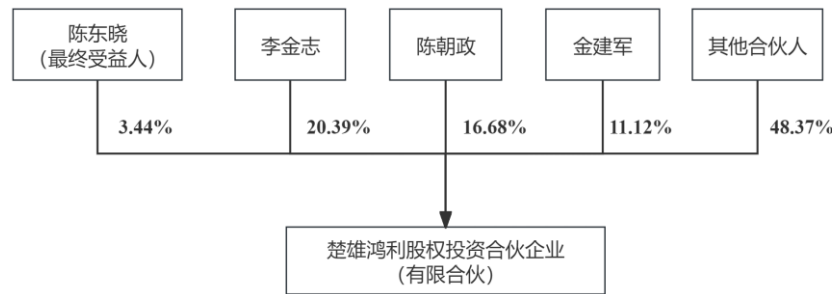 陈东晓
（最终受益人）
李金志
陈朝政
金建军
其他合伙人
3.44%
20.39%
16.68%
11.12%
48.37%
楚雄鸿利股权投资合伙企业
（有限合伙）